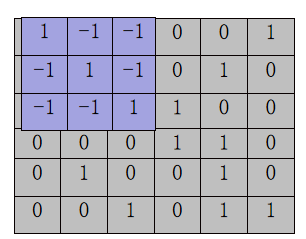 1 -1 -1 0 0 1
-1 1 -1 0 1 0
-1 -1 1 1 0 0
0 0 0 1 1 0
0 1 0 0 1 0
0 0 1 0 1 1